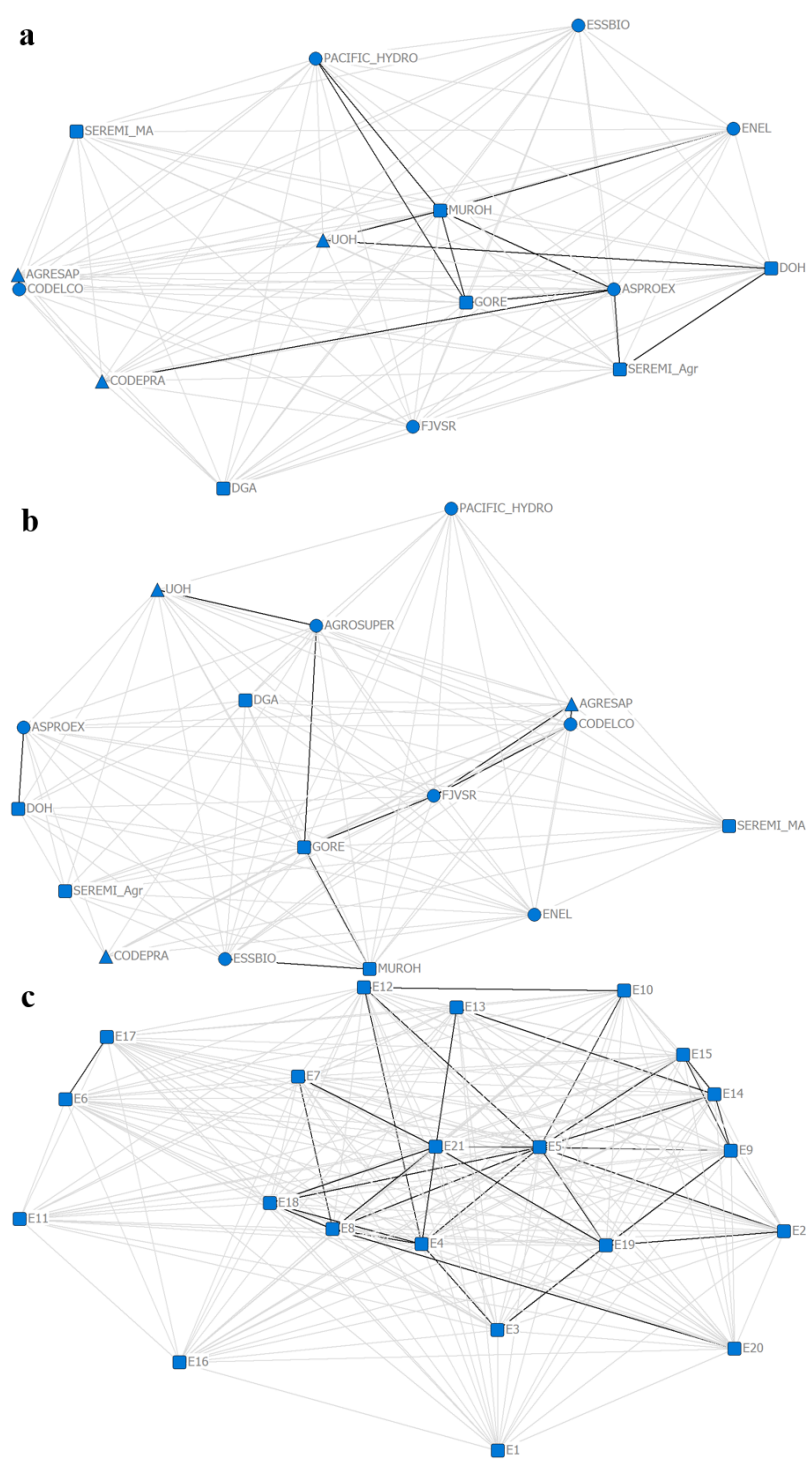 a
ESSBIO
PACIFIC_HYDRO
SEREMI_MA
ENEL
MUROH
UOH
DOH
AGRESAP
CODELCO
ASPROEX
GORE
SEREMI_Agr
CODEPRA
FJVSR
DGA
b
PACIFIC_HYDRO
UOH
AGROSUPER
DGA
AGRESAP
CODELCO
ASPROEX
FJVSR
DOH
SEREMI_MA
GORE
SEREMI_Agr
ENEL
CODEPRA
ESSBIO
MUROH
c
E12
E10
E13
E17
E15
E7
E14
E6
E21
E5
E9
E18
E11
E8
E2
E4
E19
E3
E20
E16
E1